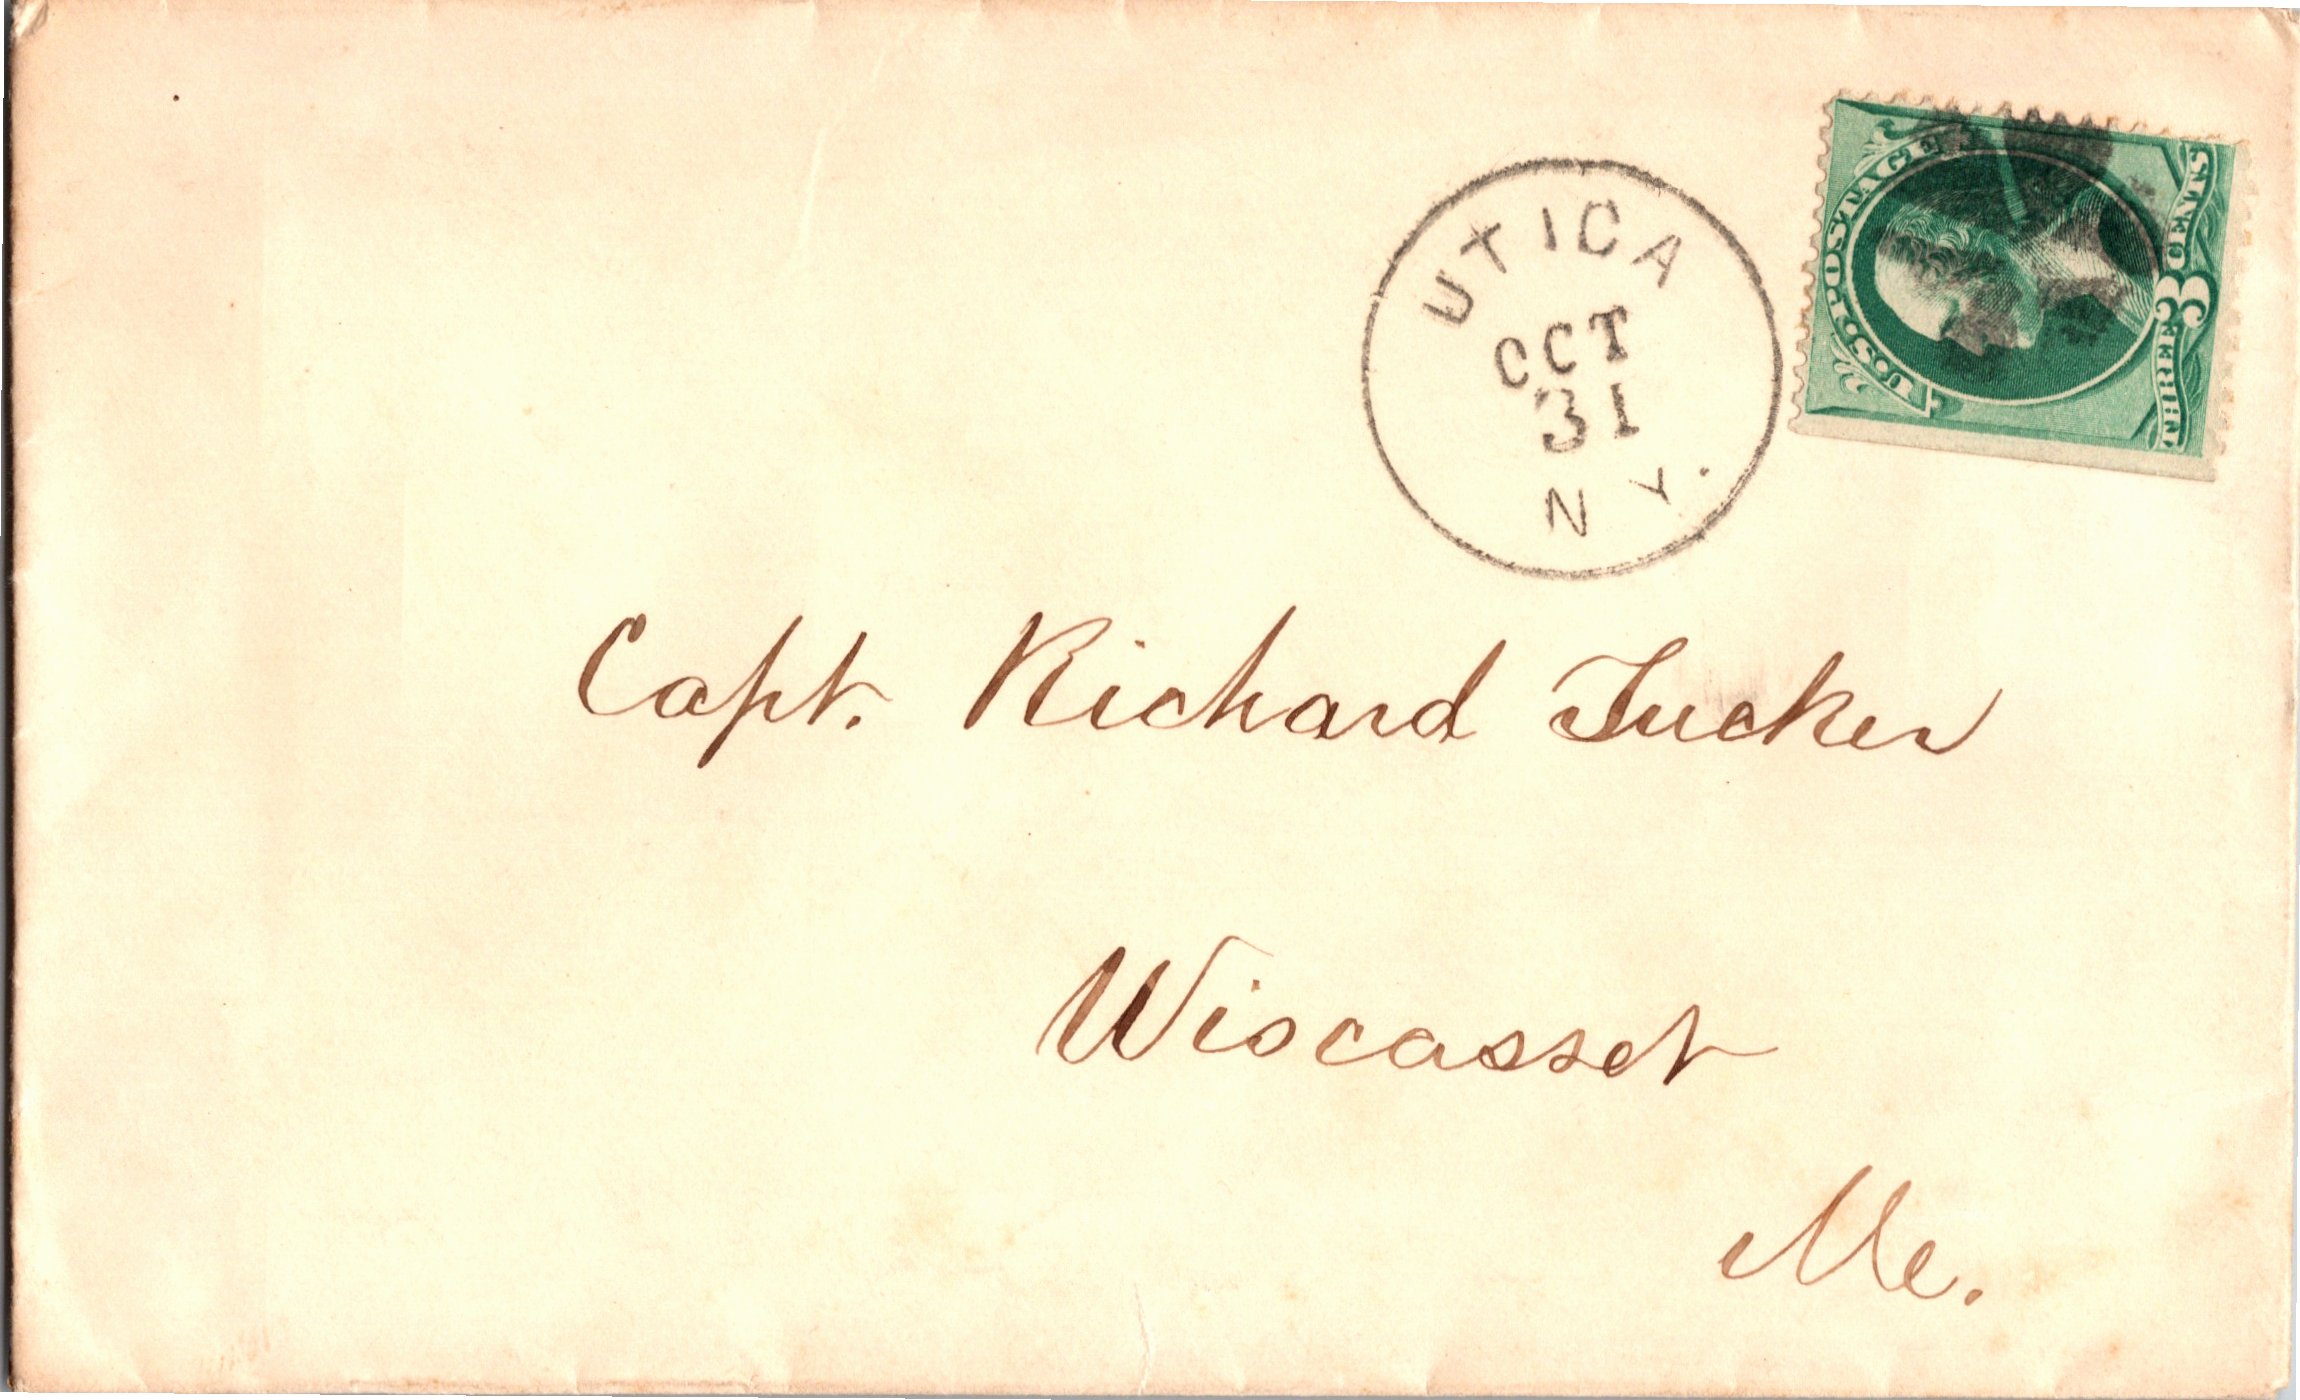 UTICA
OCT
31
N Y.
U.S. POSTAGE
THREE 3 CENTS
Capt. Richard Tucker
Wiscasset
Me.